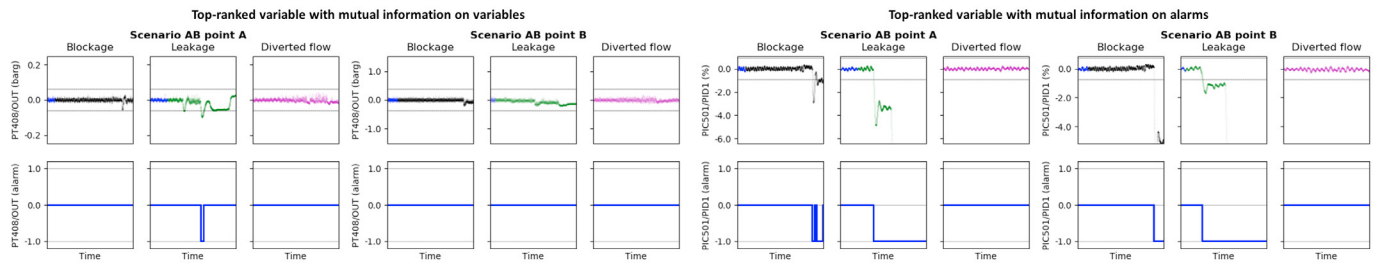 Top-ranked variable with mutual information on variables
Scenario AB point A
Blockage Leakage Diverted flow
PT408/OUT (barg)
0.2
0.0
-0.2
PT408/OUT (alarm)
1.0
0.0
-1.0
Time Time Time
Scenario AB point B
Blockage Leakage Diverted flow
PT408/OUT (barg)
1.0
0.0
-1.0
PT408/OUT (alarm)
1.0
0.0
-1.0
Time Time Time
Top-ranked variable with mutual information on alarms
Scenario AB point A
Blockage Leakage Diverted flow
PIC501/PID1 (%)
0.0
-2.0
-4.0
-6.0
PIC501/PID1 (alarm)
1.0
0.0
-1.0
Time Time Time
Scenario AB point B
Blockage Leakage Diverted flow
PIC501/PID1 (%)
0.0
-2.0
-4.0
PIC501/PID1 (alarm)
1.0
0.0
-1.0
Time Time Time